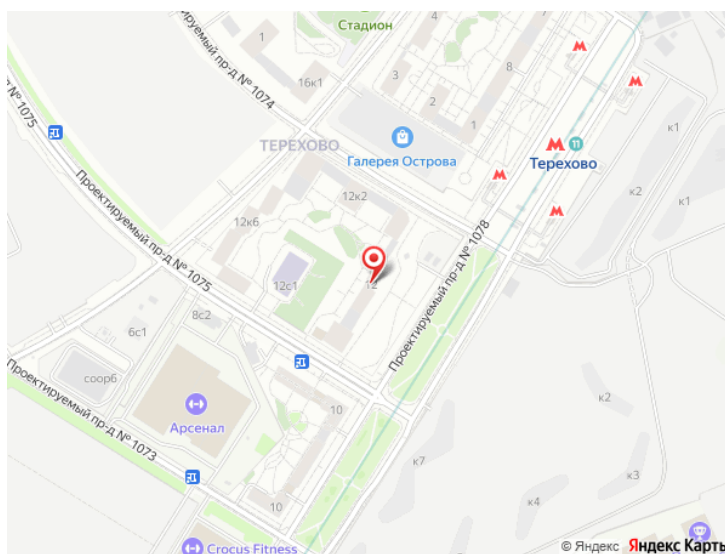 Стадион
1
16к1
3
4
8
1
Проектируемый пр-д № 1074
Проектируемый пр-д № 1075
ТЕРЕХОВО
Галерея Острова
11
Терехово
к1
к2
к1
12к2
12к6
12с1
12
Проектируемый пр-д № 1078
8с2
6с1
соор6
Арсенал
10
10
Проектируемый пр-д № 1073
Crocus Fitness
к2
к3
к4
к7
© Яндекс Яндекс Карты